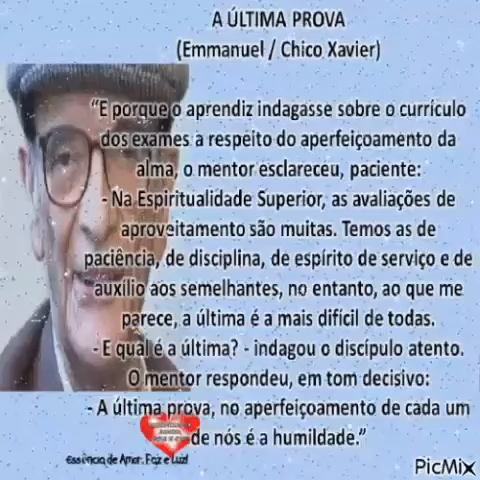 A ÚLTIMA PROVA
(Emmanuel / Chico Xavier)
“E porque o aprendiz indagasse sobre o currículo
dos exames a respeito do aperfeiçoamento da
alma, o mentor esclareceu, paciente:
- Na Espiritualidade Superior, as avaliações de
aproveitamento são muitas. Temos as de
paciência, de disciplina, de espírito de serviço e de
auxílio aos semelhantes, no entanto, ao que me
parece, a última é a mais difícil de todas.
- E qual é a última? - indagou o discípulo atento.
O mentor respondeu, em tom decisivo:
- A última prova, no aperfeiçoamento de cada um
de nós é a humildade.”
Essência de Amor, Faz e Luz!
PicMix